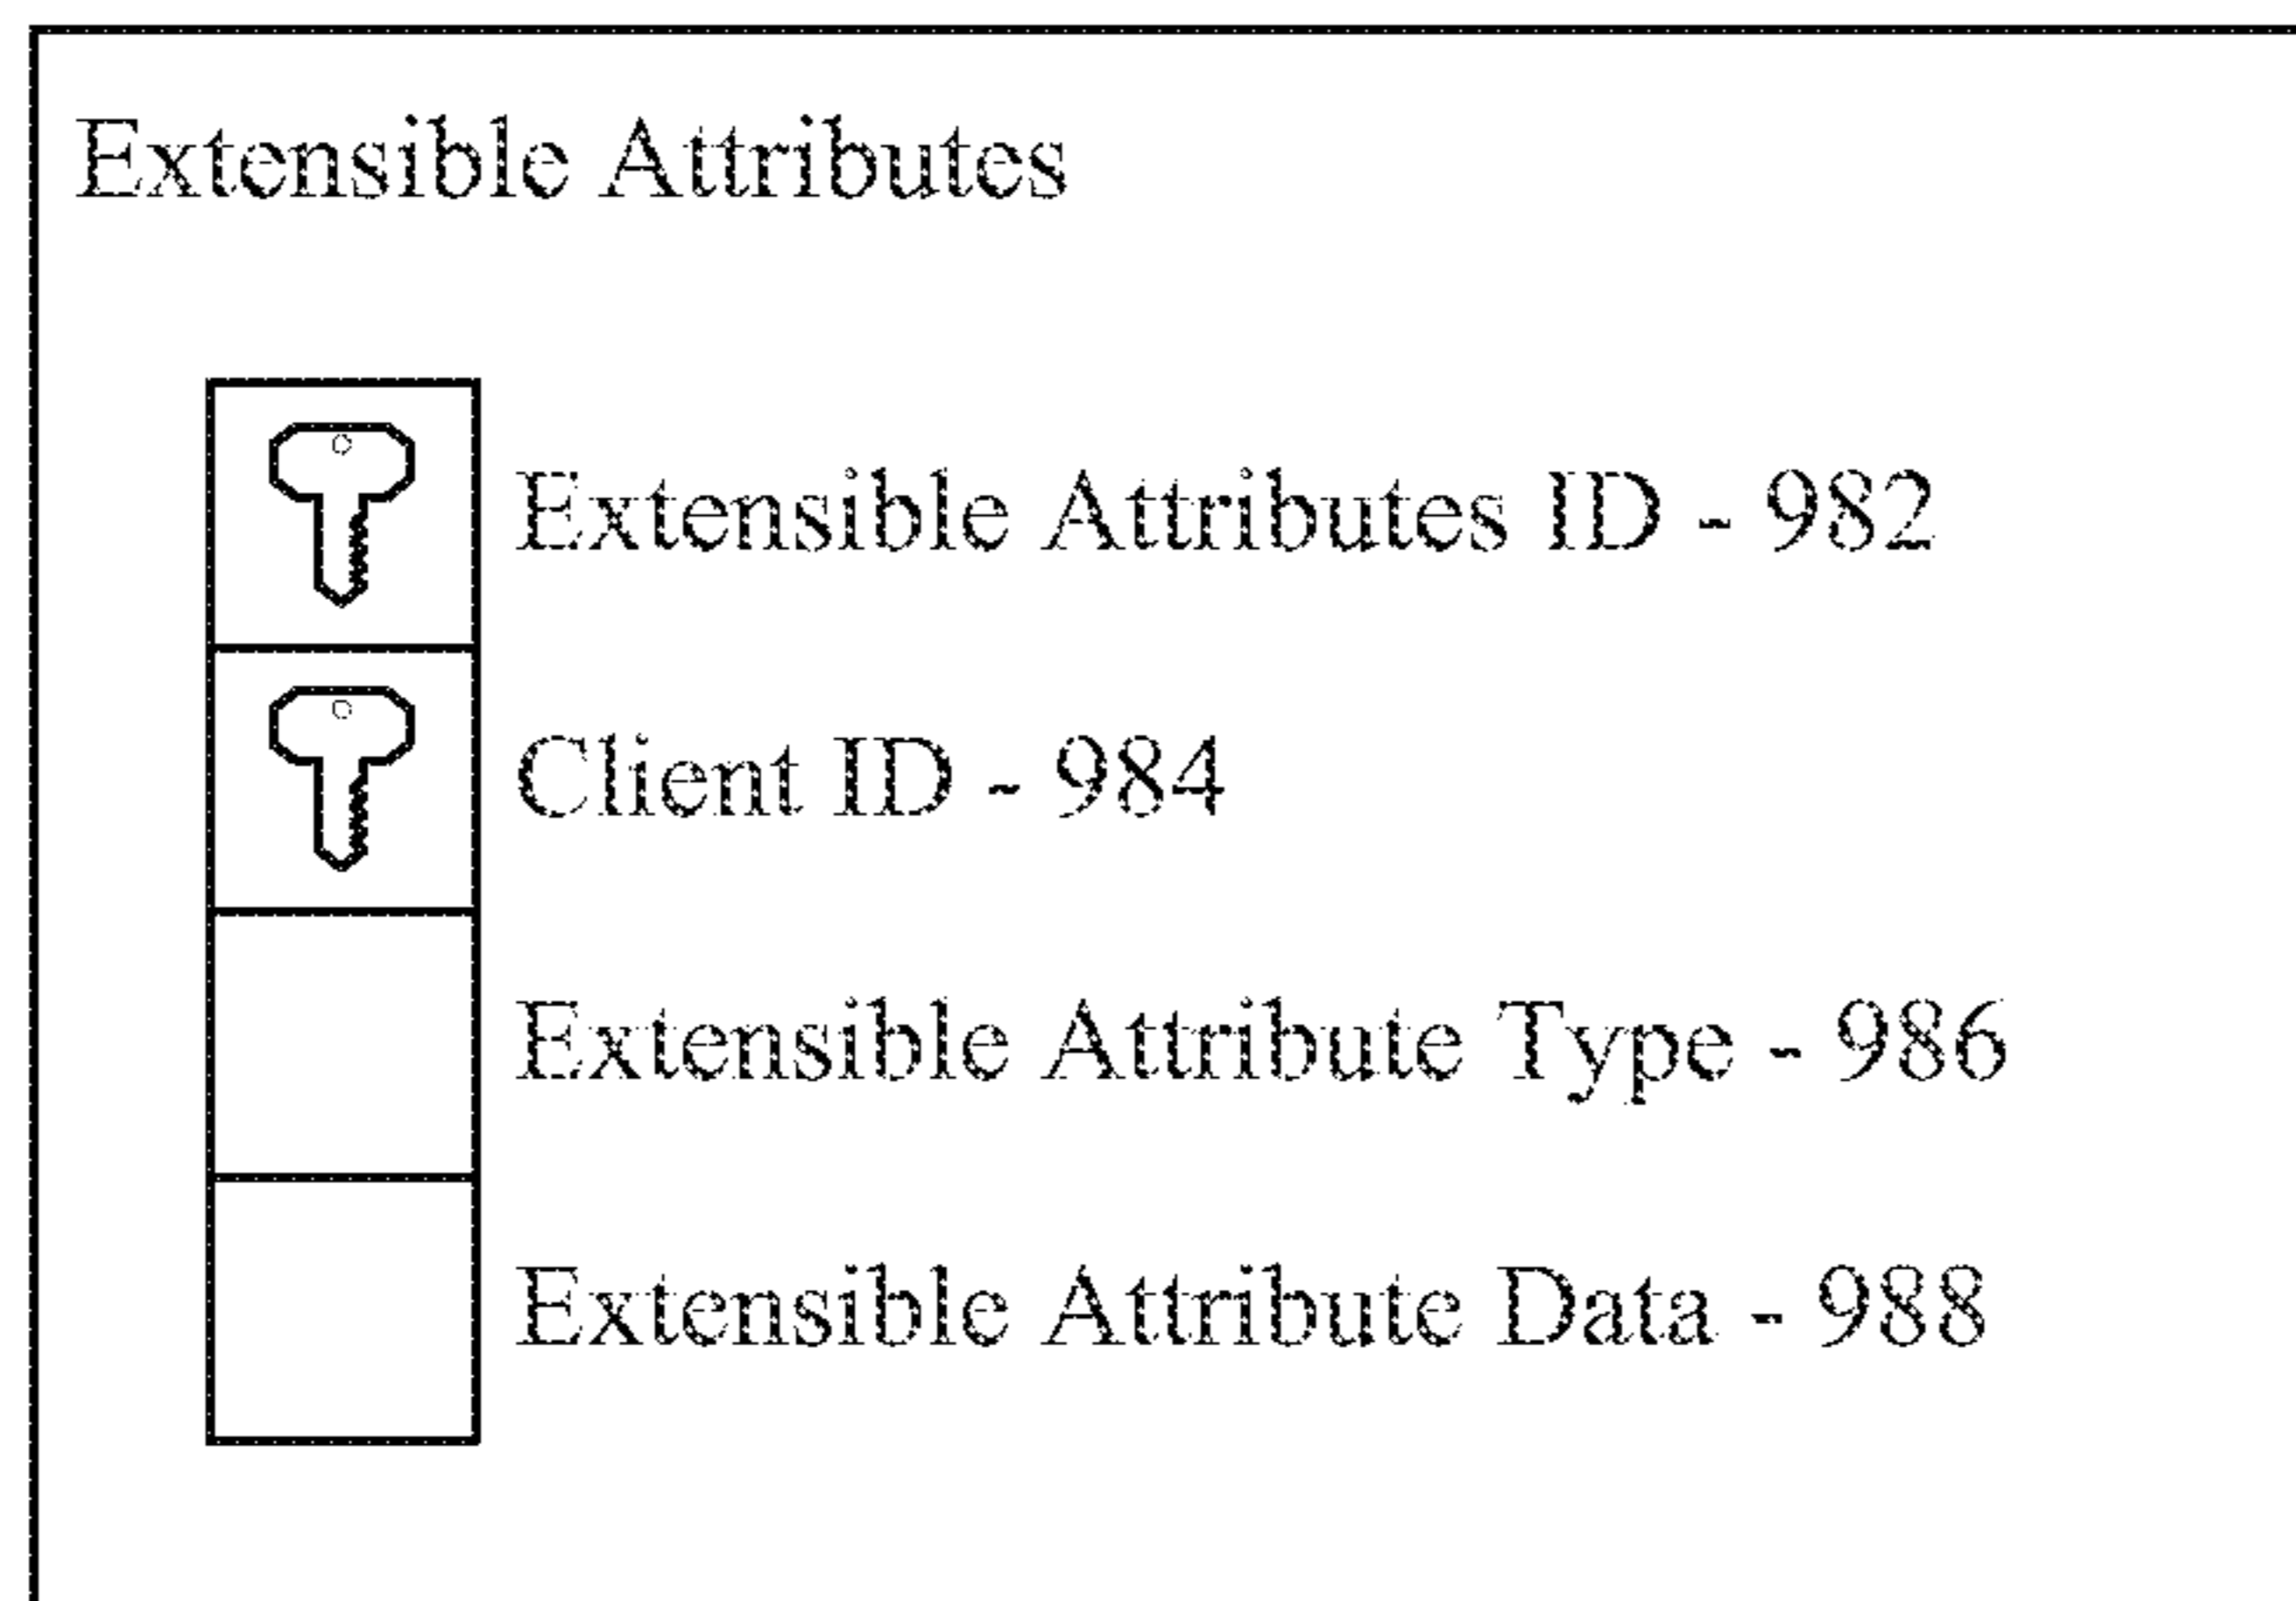 Extensible Attributes
Extensible Attributes ID - 982
Client ID - 984
Extensible Attribute Type - 986
Extensible Attribute Data - 988